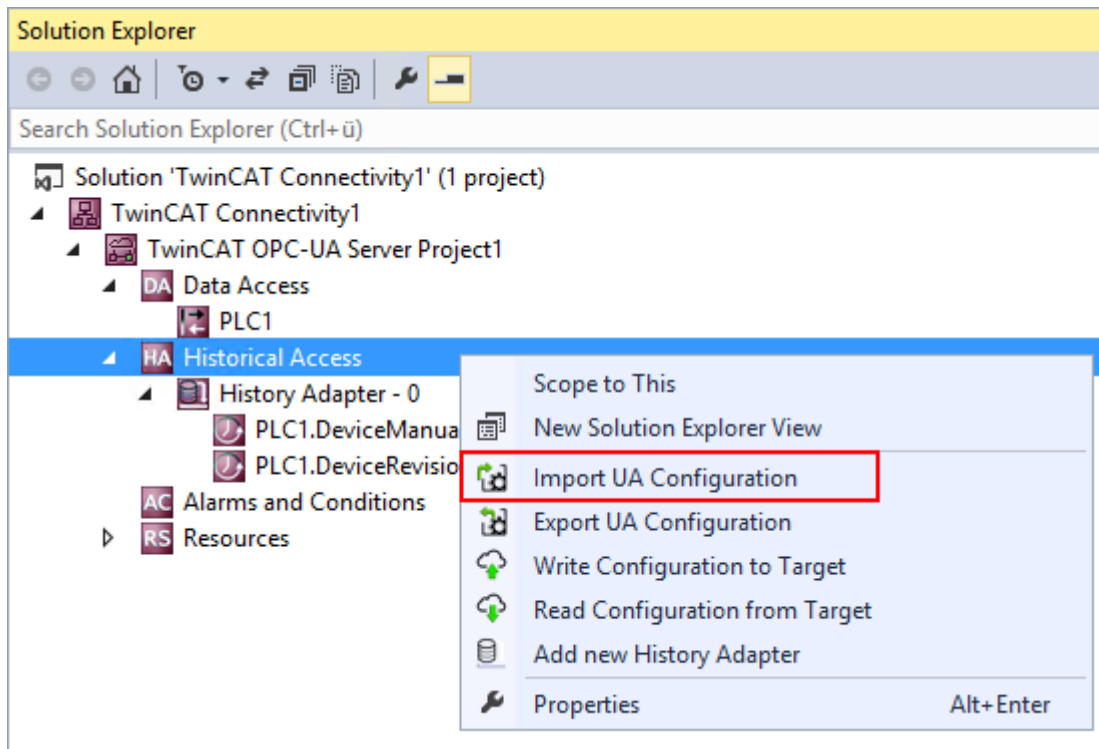 Solution Explorer
Search Solution Explorer (Ctrl+ü)
Solution 'TwinCAT Connectivity1' (1 project)
TwinCAT Connectivity1
TwinCAT OPC-UA Server Project1
DA Data Access
PLC1
HA Historical Access
History Adapter - 0
PLC1.DeviceManua
PLC1.DeviceRevisio
AC Alarms and Conditions
RS Resources
Scope to This
New Solution Explorer View
Import UA Configuration
Export UA Configuration
Write Configuration to Target
Read Configuration from Target
Add new History Adapter
Properties Alt+Enter